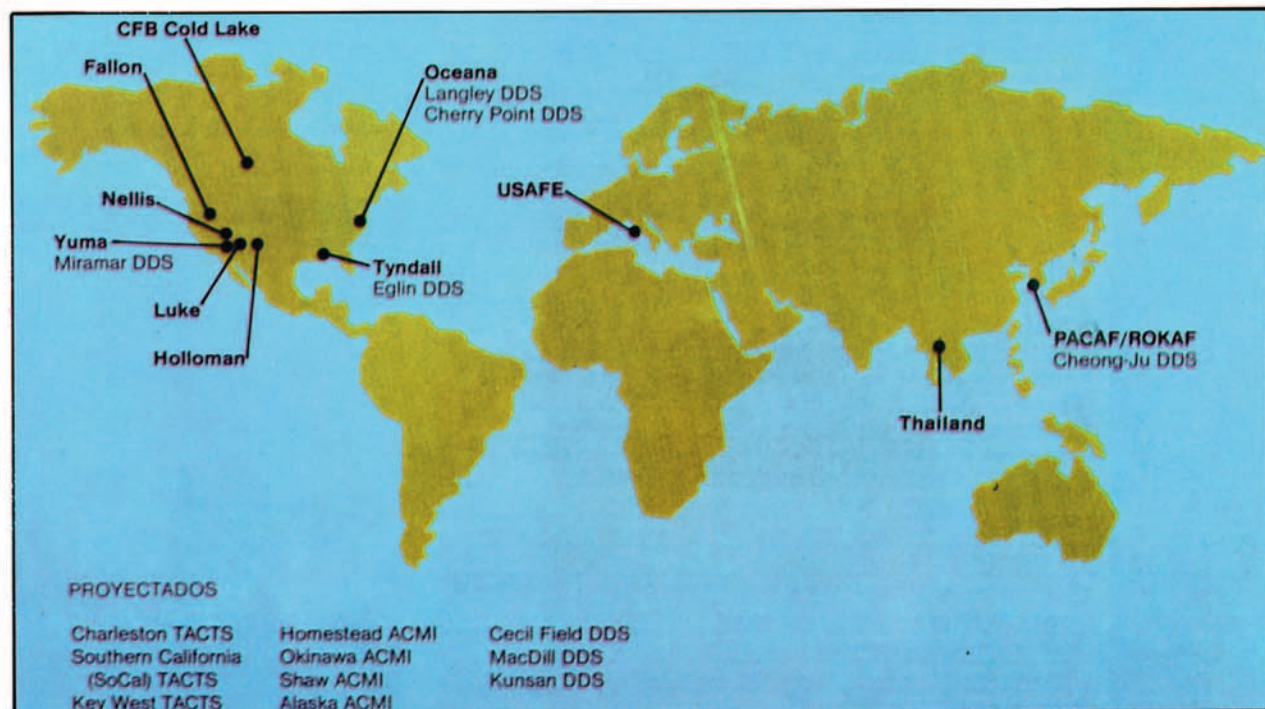 CFB Cold Lake
Fallon
Oceana
Langley DDS
Cherry Point DDS
Nellis
USAFE
Yuma
Miramar DDS
Tyndall
Eglin DDS
Luke
Holloman
PACAF/ROKAF
Cheong-Ju DDS
Thailand
PROYECTADOS
Charleston TACTS
Southern California
(SoCal) TACTS
Key West TACTS
Homestead ACMI
Okinawa ACMI
Shaw ACMI
Alaska ACMI
Cecil Field DDS
MacDill DDS
Kunsan DDS